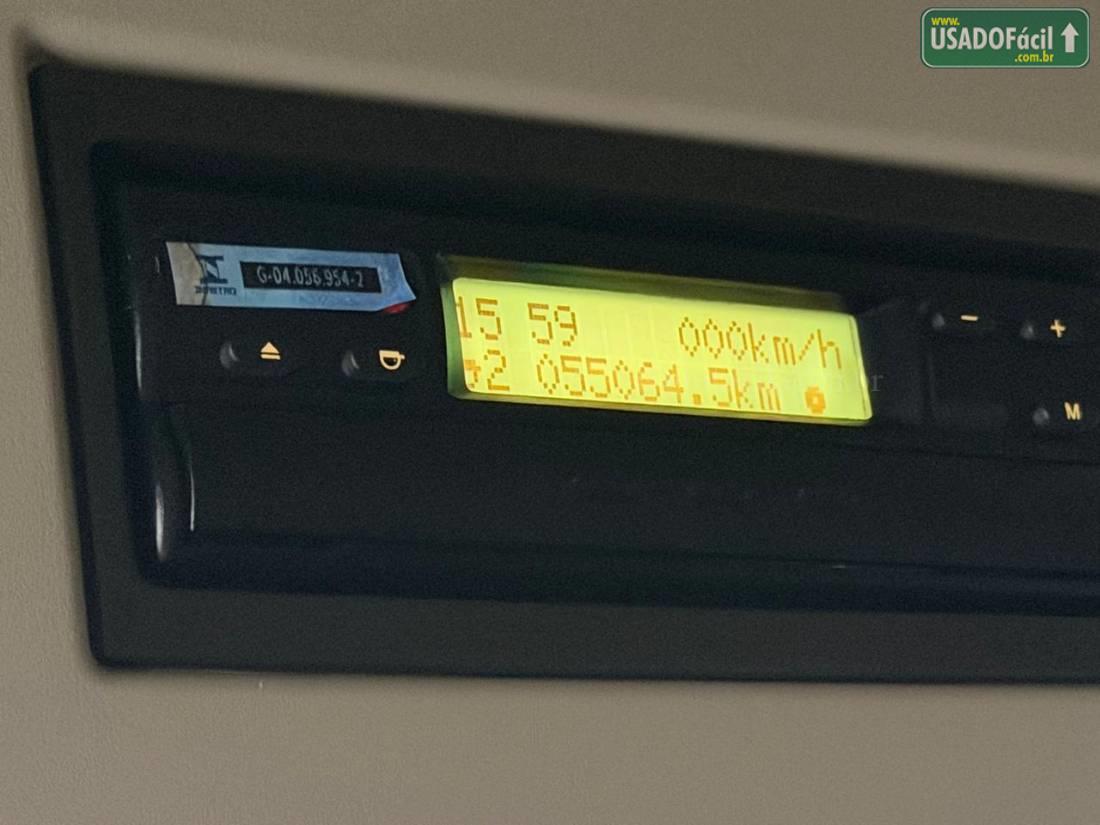 www.
USADOFácil
.com.br
G-04.056.954-2
INMETRO
15 59 000km/h
2 055064.5km
- +
M